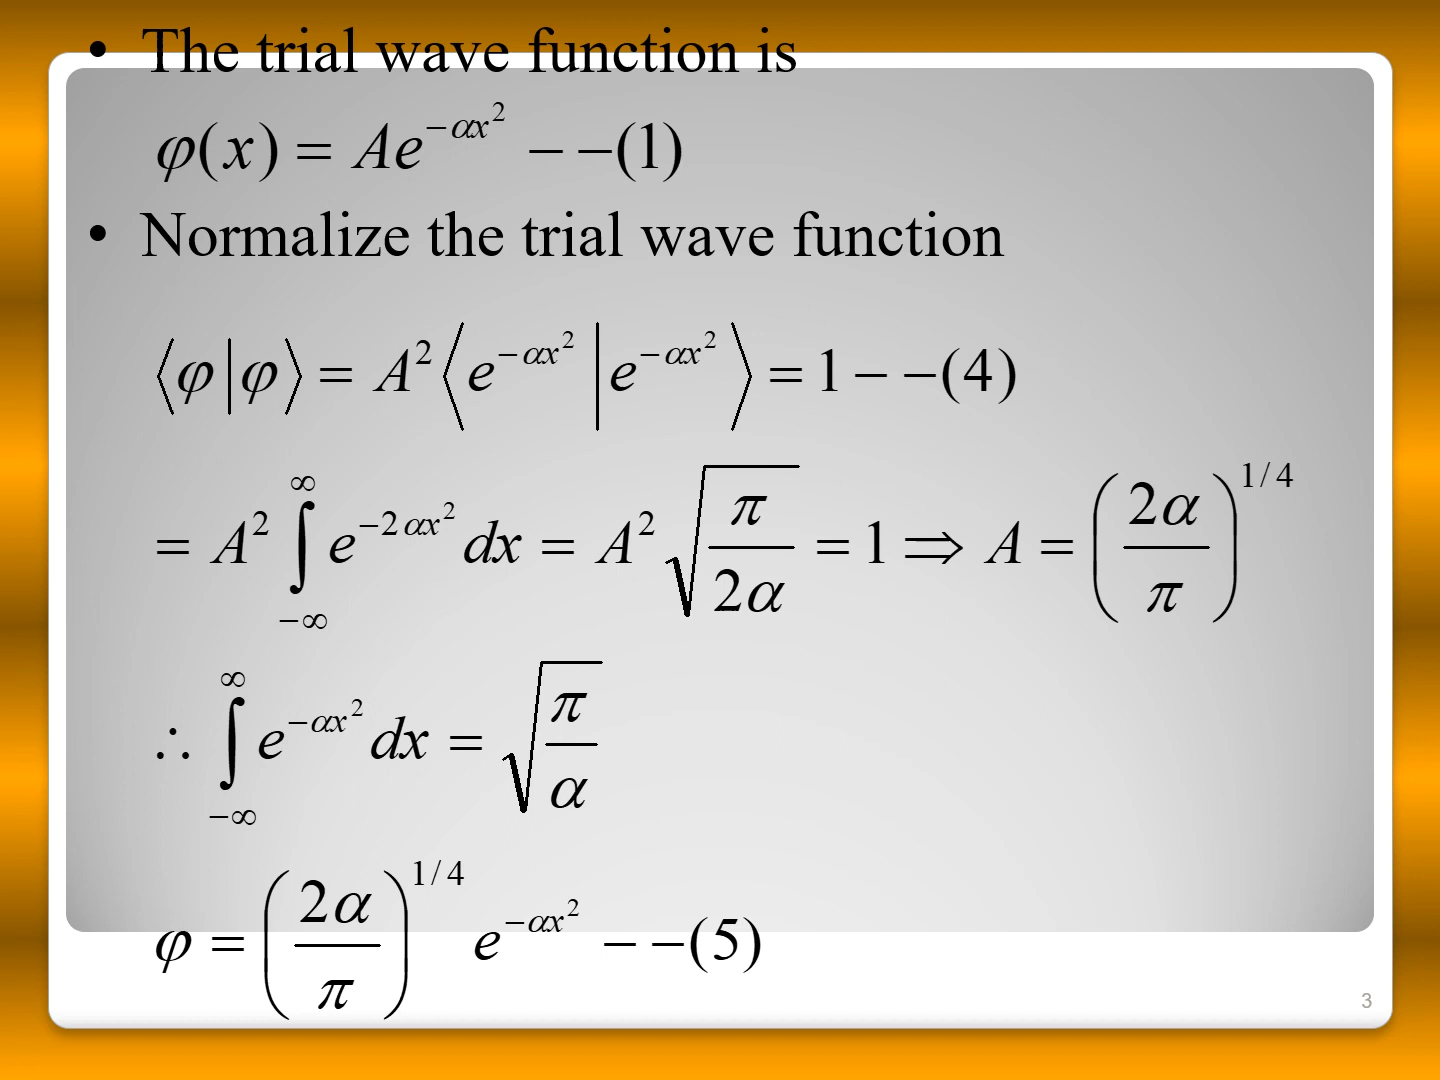 • The trial wave function is
φ(x) = Ae^{−αx²} − −(1)
• Normalize the trial wave function
⟨φ|φ⟩ = A² ⟨e^{−αx²} | e^{−αx²}⟩ = 1 − −(4)
= A² ∫_{−∞}^{∞} e^{−2αx²} dx = A² √(π/2α) = 1 ⇒ A = (2α/π)^{1/4}
∴ ∫_{−∞}^{∞} e^{−αx²} dx = √(π/α)
φ = (2α/π)^{1/4} e^{−αx²} − −(5)
3